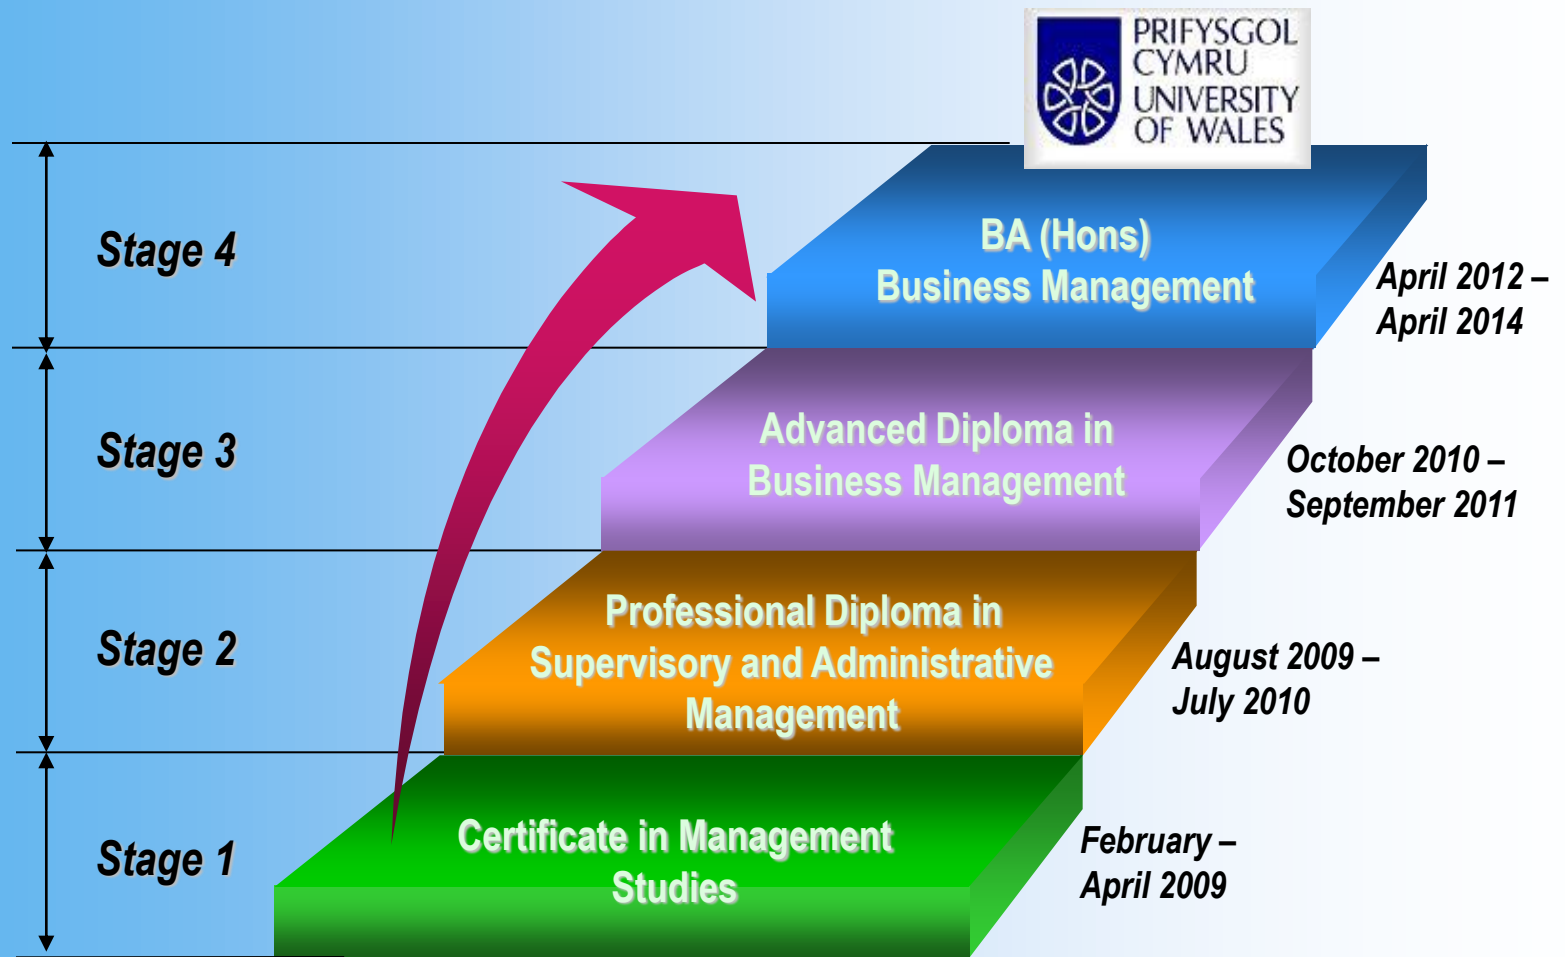 PRIFYSGOL
CYMRU
UNIVERSITY
OF WALES
Stage 4
BA (Hons)
Business Management
April 2012 –
April 2014
Stage 3
Advanced Diploma in
Business Management
October 2010 –
September 2011
Stage 2
Professional Diploma in
Supervisory and Administrative
Management
August 2009 –
July 2010
Stage 1
Certificate in Management
Studies
February –
April 2009